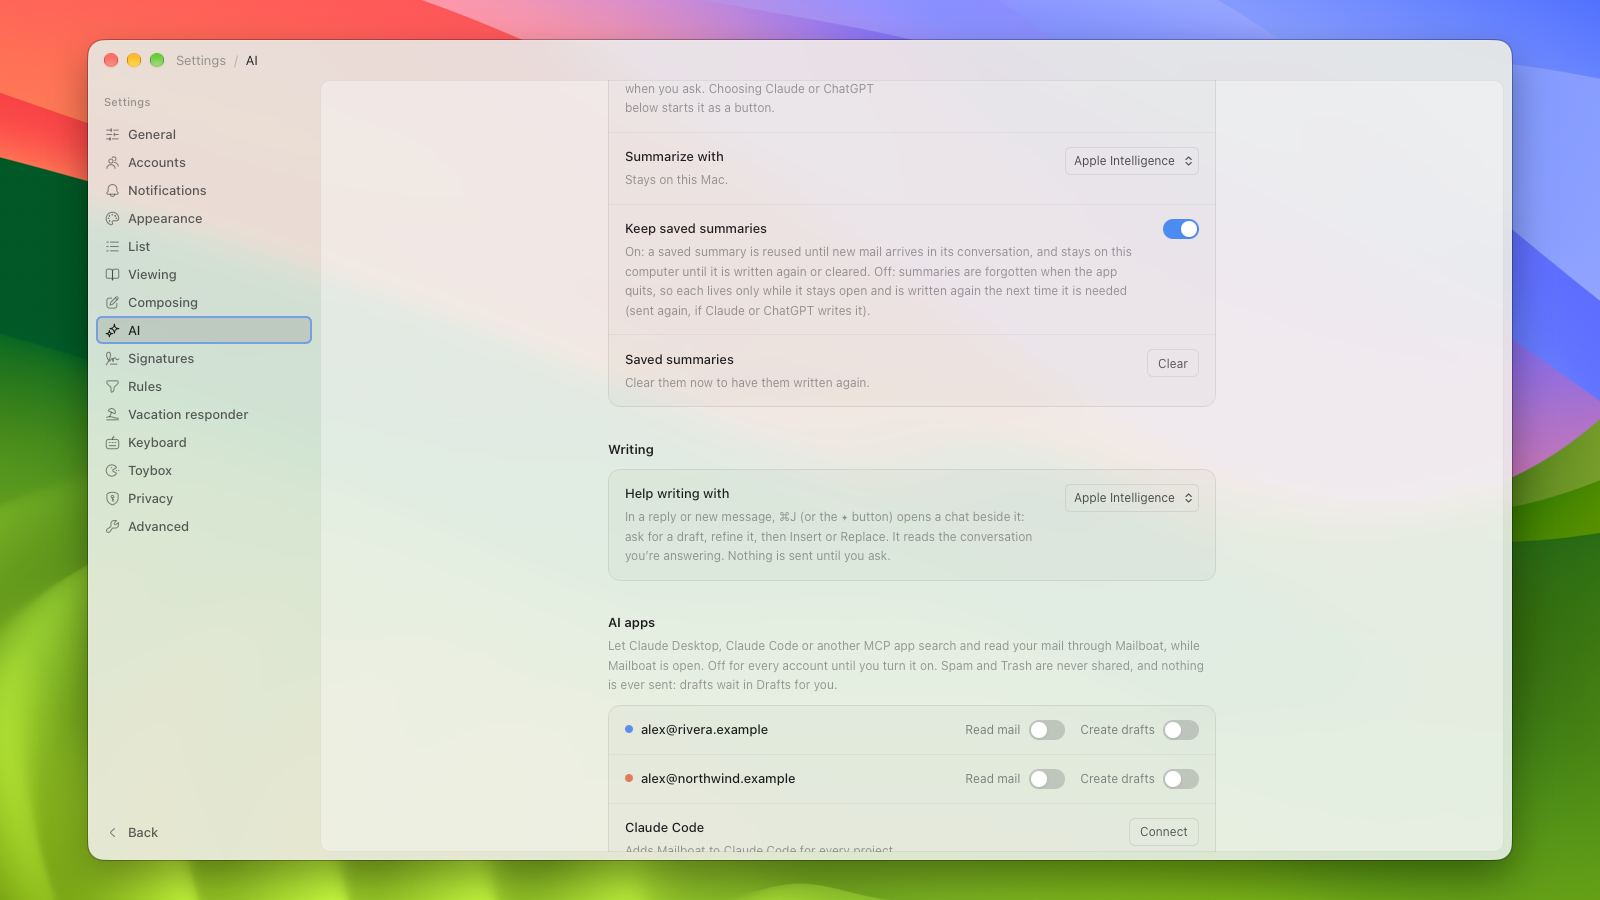 Settings / AI
Settings
General
Accounts
Notifications
Appearance
List
Viewing
Composing
AI
Signatures
Rules
Vacation responder
Keyboard
Toybox
Privacy
Advanced
Back
when you ask. Choosing Claude or ChatGPT
below starts it as a button.
Summarize with
Apple Intelligence
Stays on this Mac.
Keep saved summaries
On: a saved summary is reused until new mail arrives in its conversation, and stays on this
computer until it is written again or cleared. Off: summaries are forgotten when the app
quits, so each lives only while it stays open and is written again the next time it is needed
(sent again, if Claude or ChatGPT writes it).
Saved summaries
Clear
Clear them now to have them written again.
Writing
Help writing with
Apple Intelligence
In a reply or new message, ⌘J (or the ✦ button) opens a chat beside it:
ask for a draft, refine it, then Insert or Replace. It reads the conversation
you're answering. Nothing is sent until you ask.
AI apps
Let Claude Desktop, Claude Code or another MCP app search and read your mail through Mailboat, while
Mailboat is open. Off for every account until you turn it on. Spam and Trash are never shared, and nothing
is ever sent: drafts wait in Drafts for you.
alex@rivera.example Read mail Create drafts
alex@northwind.example Read mail Create drafts
Claude Code
Connect
Adds Mailboat to Claude Code for every project